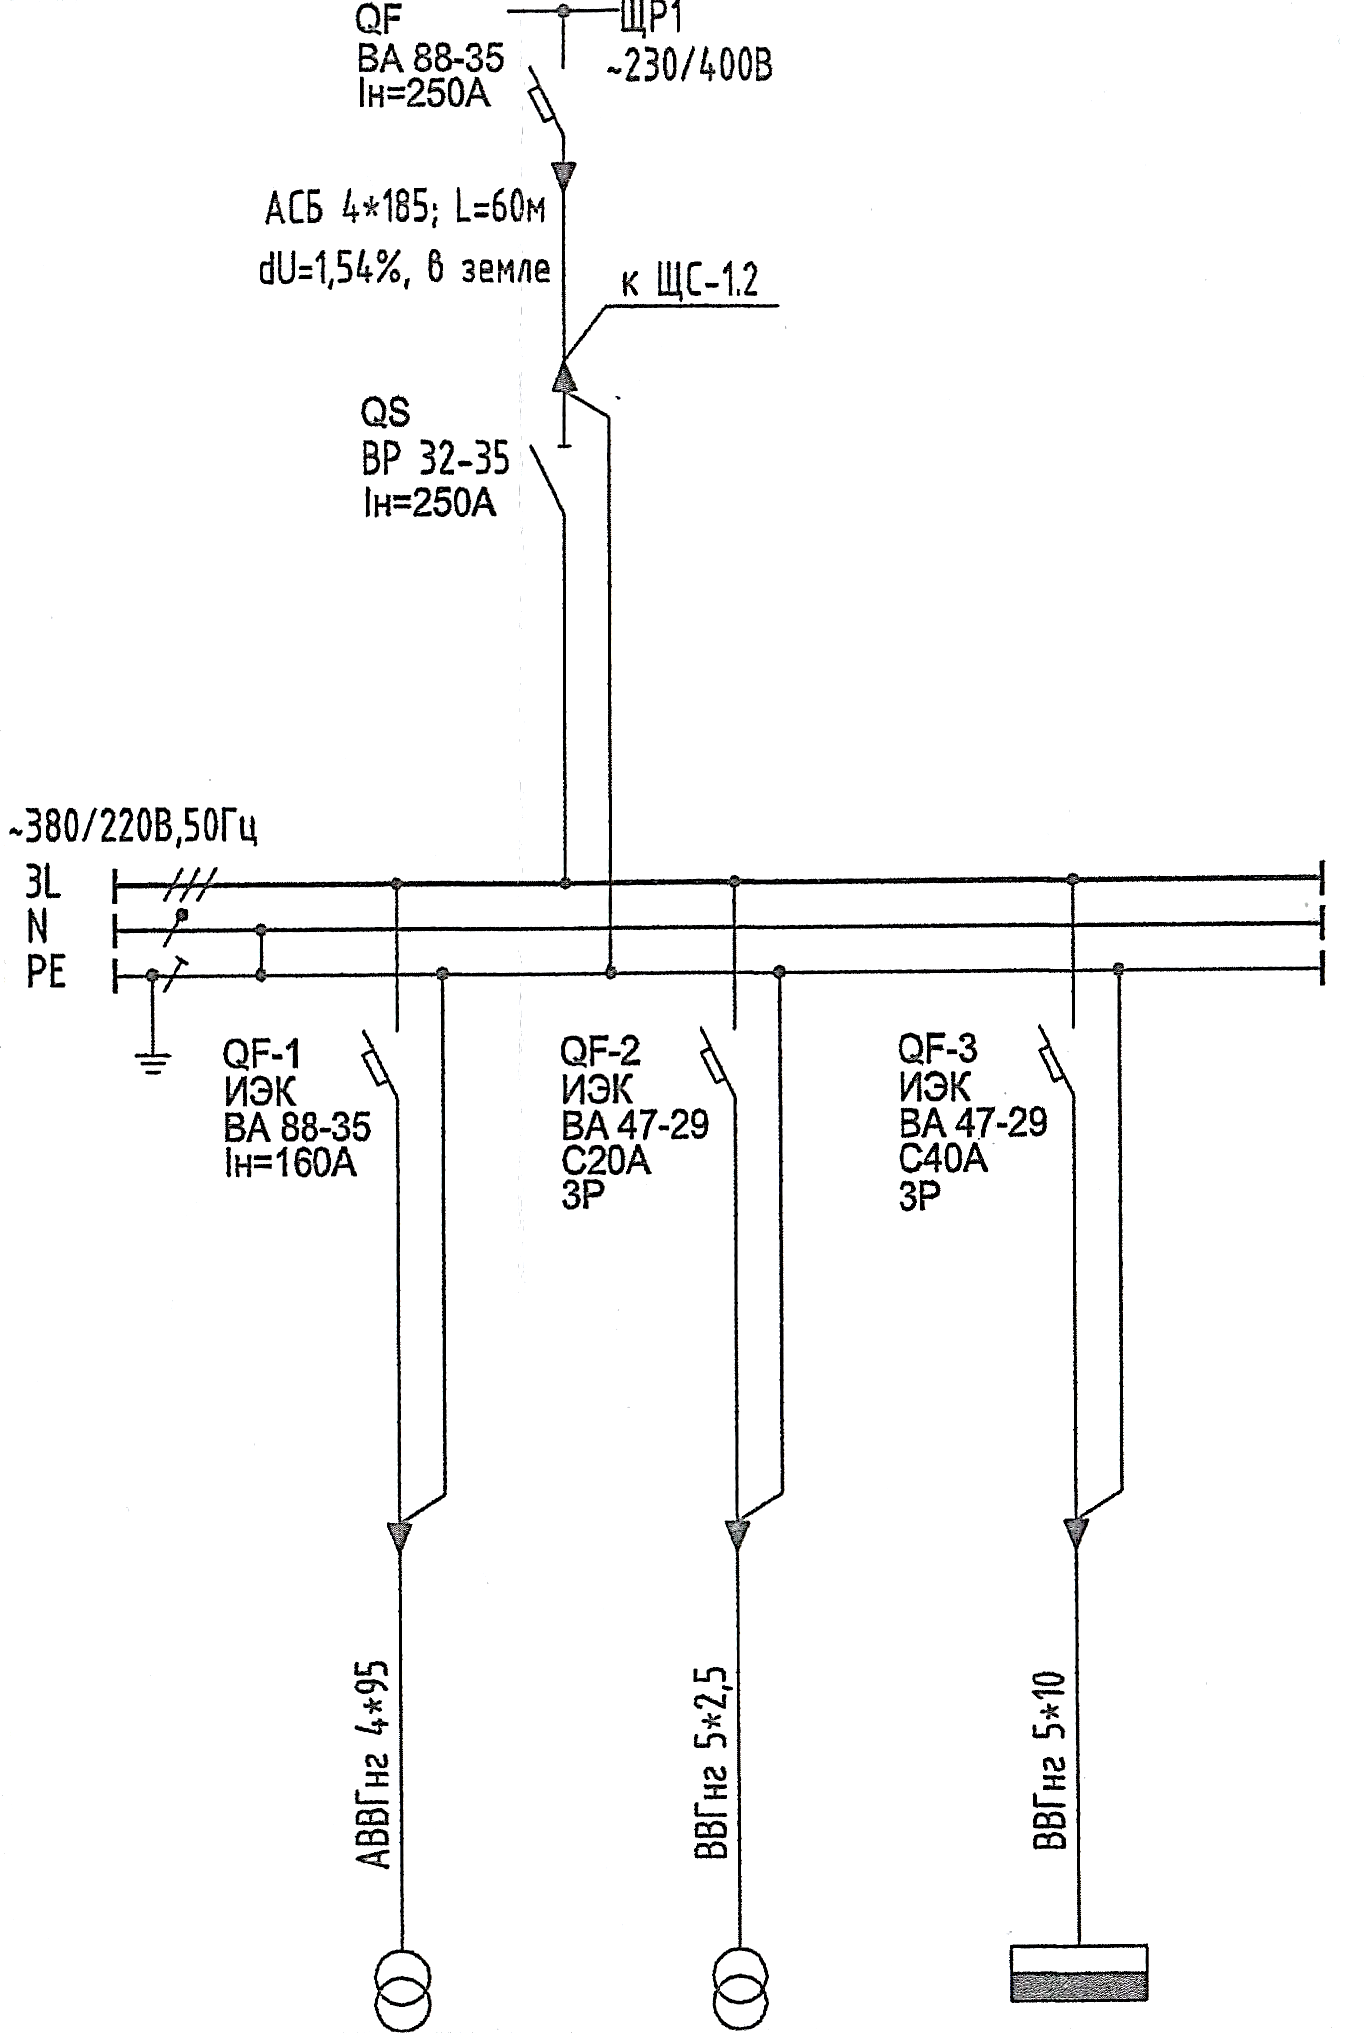 QF
ВА 88-35
Iн=250А
ЩР1
~230/400В
АСБ 4*185; L=60м
dU=1,54%, в земле
к ЩС-1.2
QS
ВР 32-35
Iн=250А
~380/220В,50Гц
3L
N
PE
QF-1
ИЭК
ВА 88-35
Iн=160А
QF-2
ИЭК
ВА 47-29
С20А
3Р
QF-3
ИЭК
ВА 47-29
С40А
3Р
АВВГнг 4*95
ВВГнг 5*2,5
ВВГнг 5*10